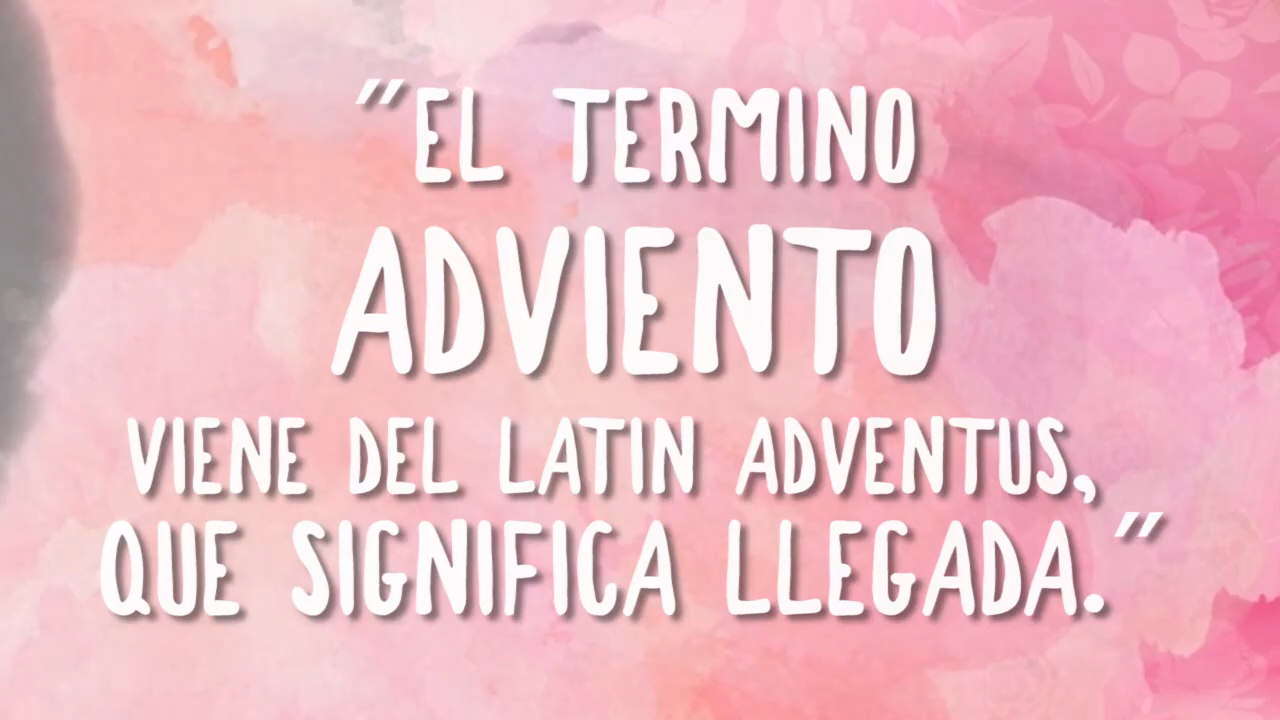 "EL TERMINO
ADVIENTO
VIENE DEL LATIN ADVENTUS,
QUE SIGNIFICA LLEGADA."